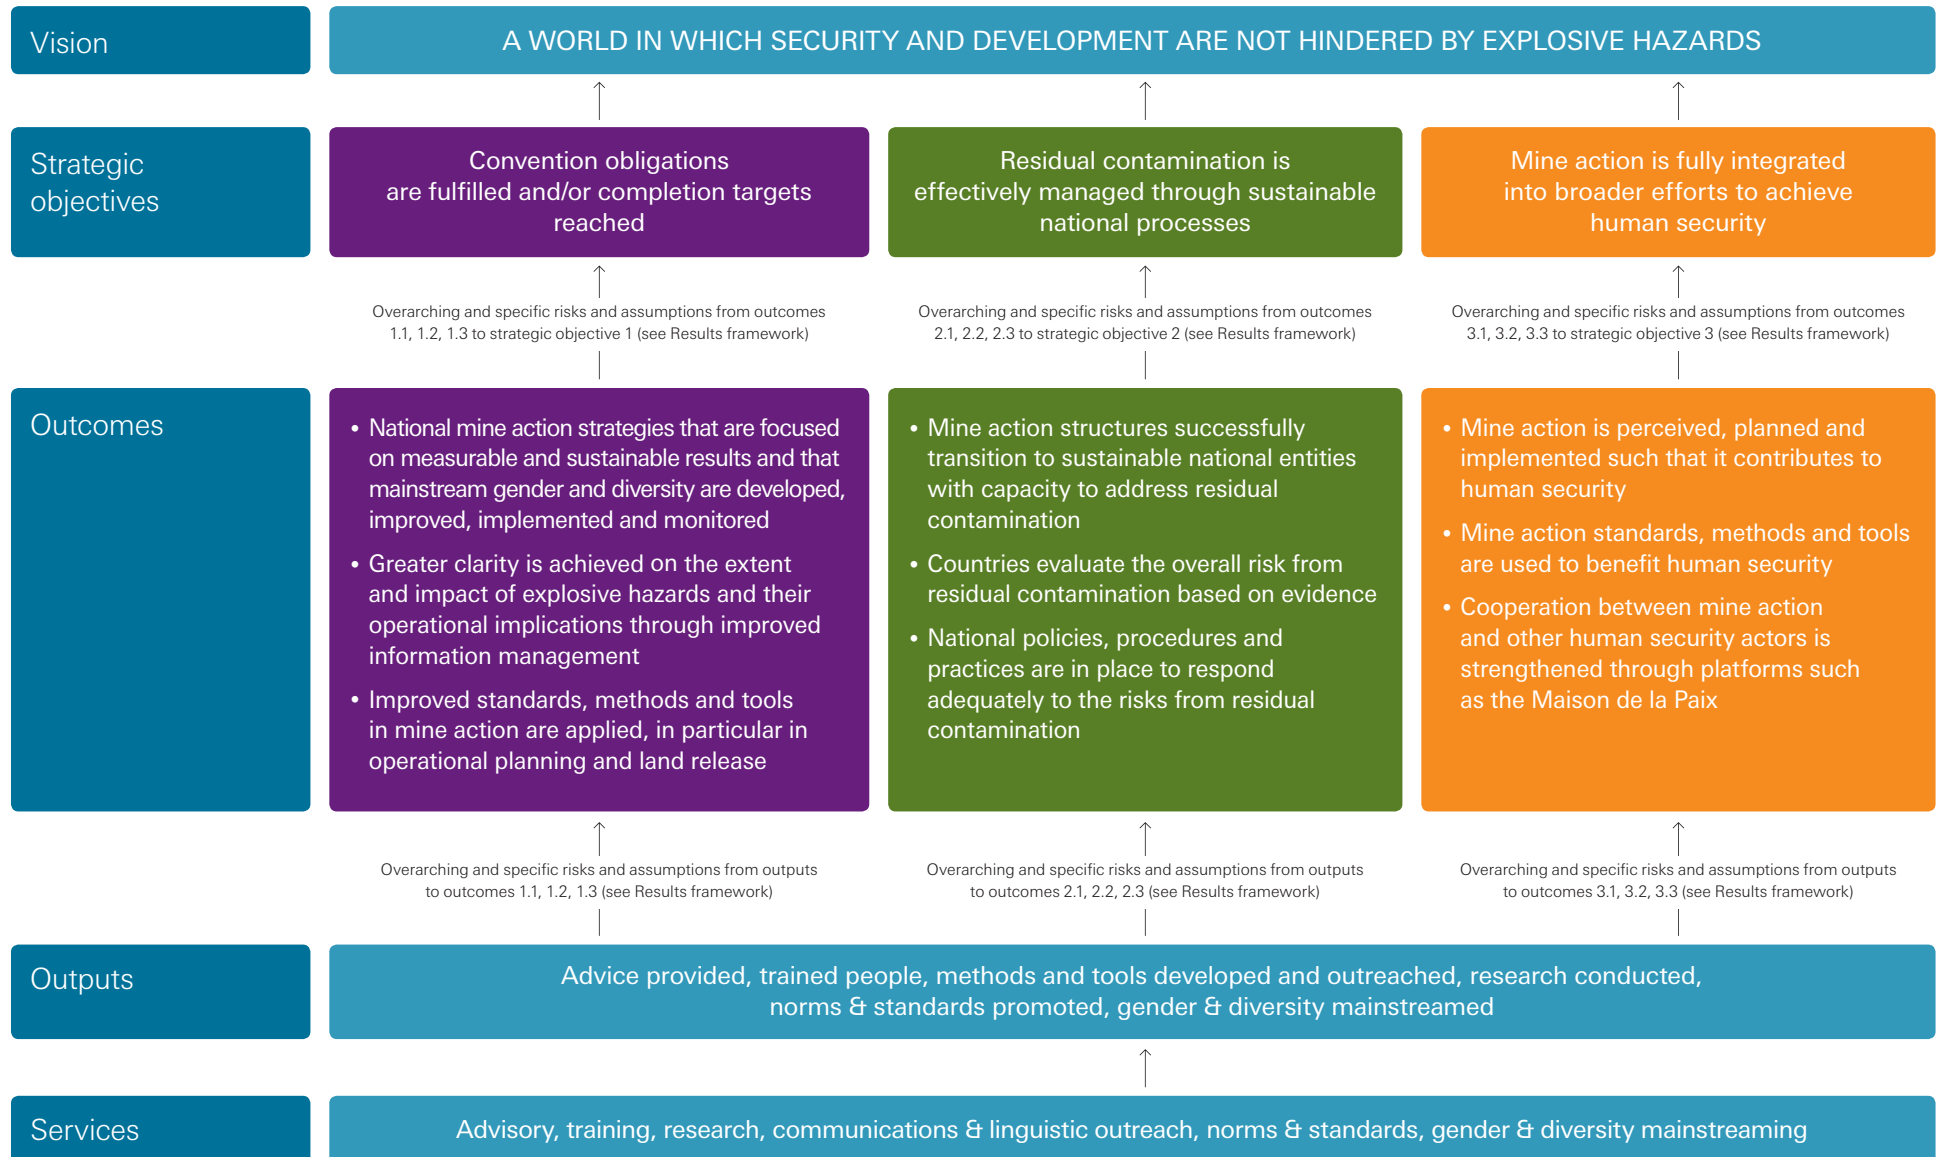 Vision
A WORLD IN WHICH SECURITY AND DEVELOPMENT ARE NOT HINDERED BY EXPLOSIVE HAZARDS
Strategic
objectives
Convention obligations
are fulfilled and/or completion targets
reached
Residual contamination is
effectively managed through sustainable
national processes
Mine action is fully integrated
into broader efforts to achieve
human security
Overarching and specific risks and assumptions from outcomes
1.1, 1.2, 1.3 to strategic objective 1 (see Results framework)
Overarching and specific risks and assumptions from outcomes
2.1, 2.2, 2.3 to strategic objective 2 (see Results framework)
Overarching and specific risks and assumptions from outcomes
3.1, 3.2, 3.3 to strategic objective 3 (see Results framework)
Outcomes
• National mine action strategies that are focused
on measurable and sustainable results and that
mainstream gender and diversity are developed,
improved, implemented and monitored
• Greater clarity is achieved on the extent
and impact of explosive hazards and their
operational implications through improved
information management
• Improved standards, methods and tools
in mine action are applied, in particular in
operational planning and land release
• Mine action structures successfully
transition to sustainable national entities
with capacity to address residual
contamination
• Countries evaluate the overall risk from
residual contamination based on evidence
• National policies, procedures and
practices are in place to respond
adequately to the risks from residual
contamination
• Mine action is perceived, planned and
implemented such that it contributes to
human security
• Mine action standards, methods and tools
are used to benefit human security
• Cooperation between mine action
and other human security actors is
strengthened through platforms such
as the Maison de la Paix
Overarching and specific risks and assumptions from outputs
to outcomes 1.1, 1.2, 1.3 (see Results framework)
Overarching and specific risks and assumptions from outputs
to outcomes 2.1, 2.2, 2.3 (see Results framework)
Overarching and specific risks and assumptions from outputs
to outcomes 3.1, 3.2, 3.3 (see Results framework)
Outputs
Advice provided, trained people, methods and tools developed and outreached, research conducted,
norms & standards promoted, gender & diversity mainstreamed
Services
Advisory, training, research, communications & linguistic outreach, norms & standards, gender & diversity mainstreaming